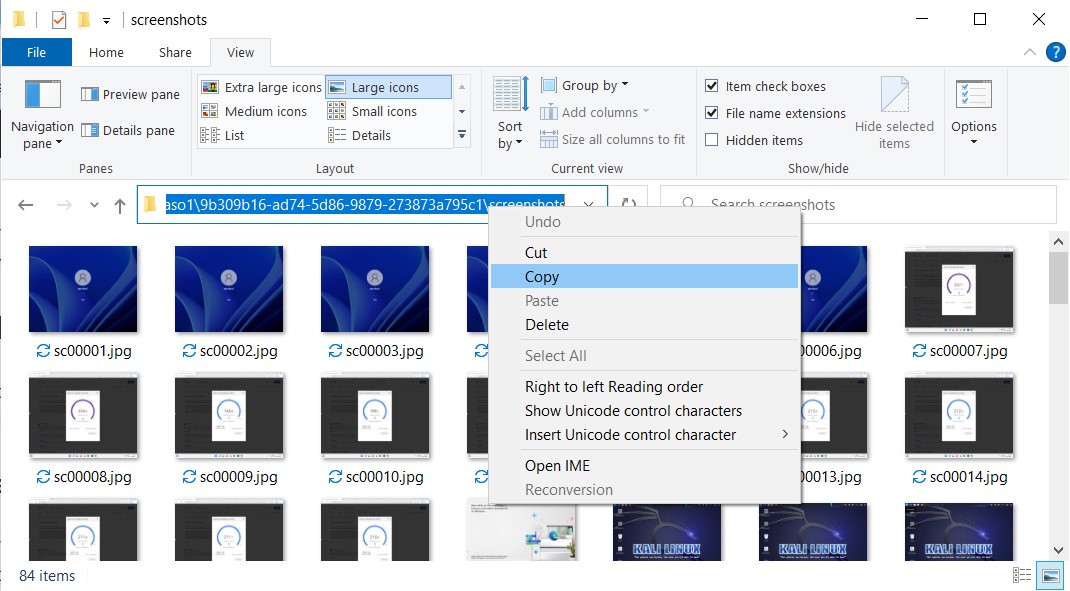 screenshots
File
Home
Share
View
Navigation
pane
Preview pane
Details pane
Panes
Extra large icons
Large icons
Medium icons
Small icons
List
Details
Layout
Sort
by
Group by
Add columns
Size all columns to fit
Current view
Item check boxes
File name extensions
Hidden items
Hide selected
items
Show/hide
Options
aso1\9b309b16-ad74-5d86-9879-273873a795c1\screenshots
Search screenshots
Undo
Cut
Copy
Paste
Delete
Select All
Right to left Reading order
Show Unicode control characters
Insert Unicode control character
Open IME
Reconversion
sc00001.jpg
sc00002.jpg
sc00003.jpg
0006.jpg
sc00007.jpg
sc00008.jpg
sc00009.jpg
sc00010.jpg
0013.jpg
sc00014.jpg
KALI LINUX
KALI LINUX
KALI LINUX
84 items